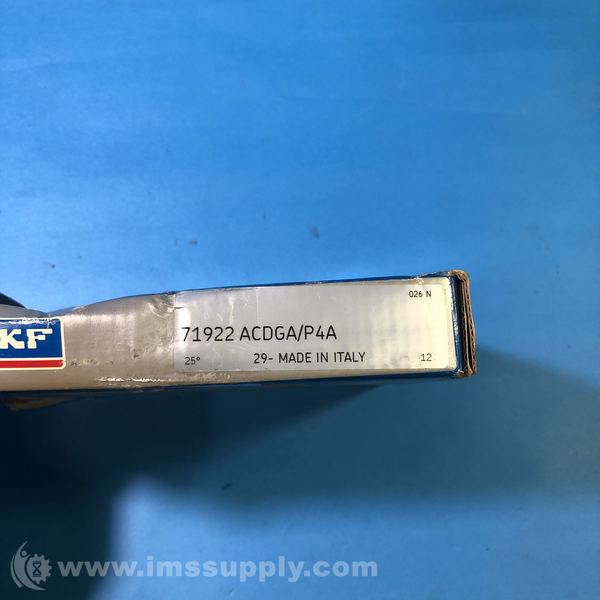 026 N
KF
71922 ACDGA/P4A
25° 29- MADE IN ITALY 12
www.imssupply.com